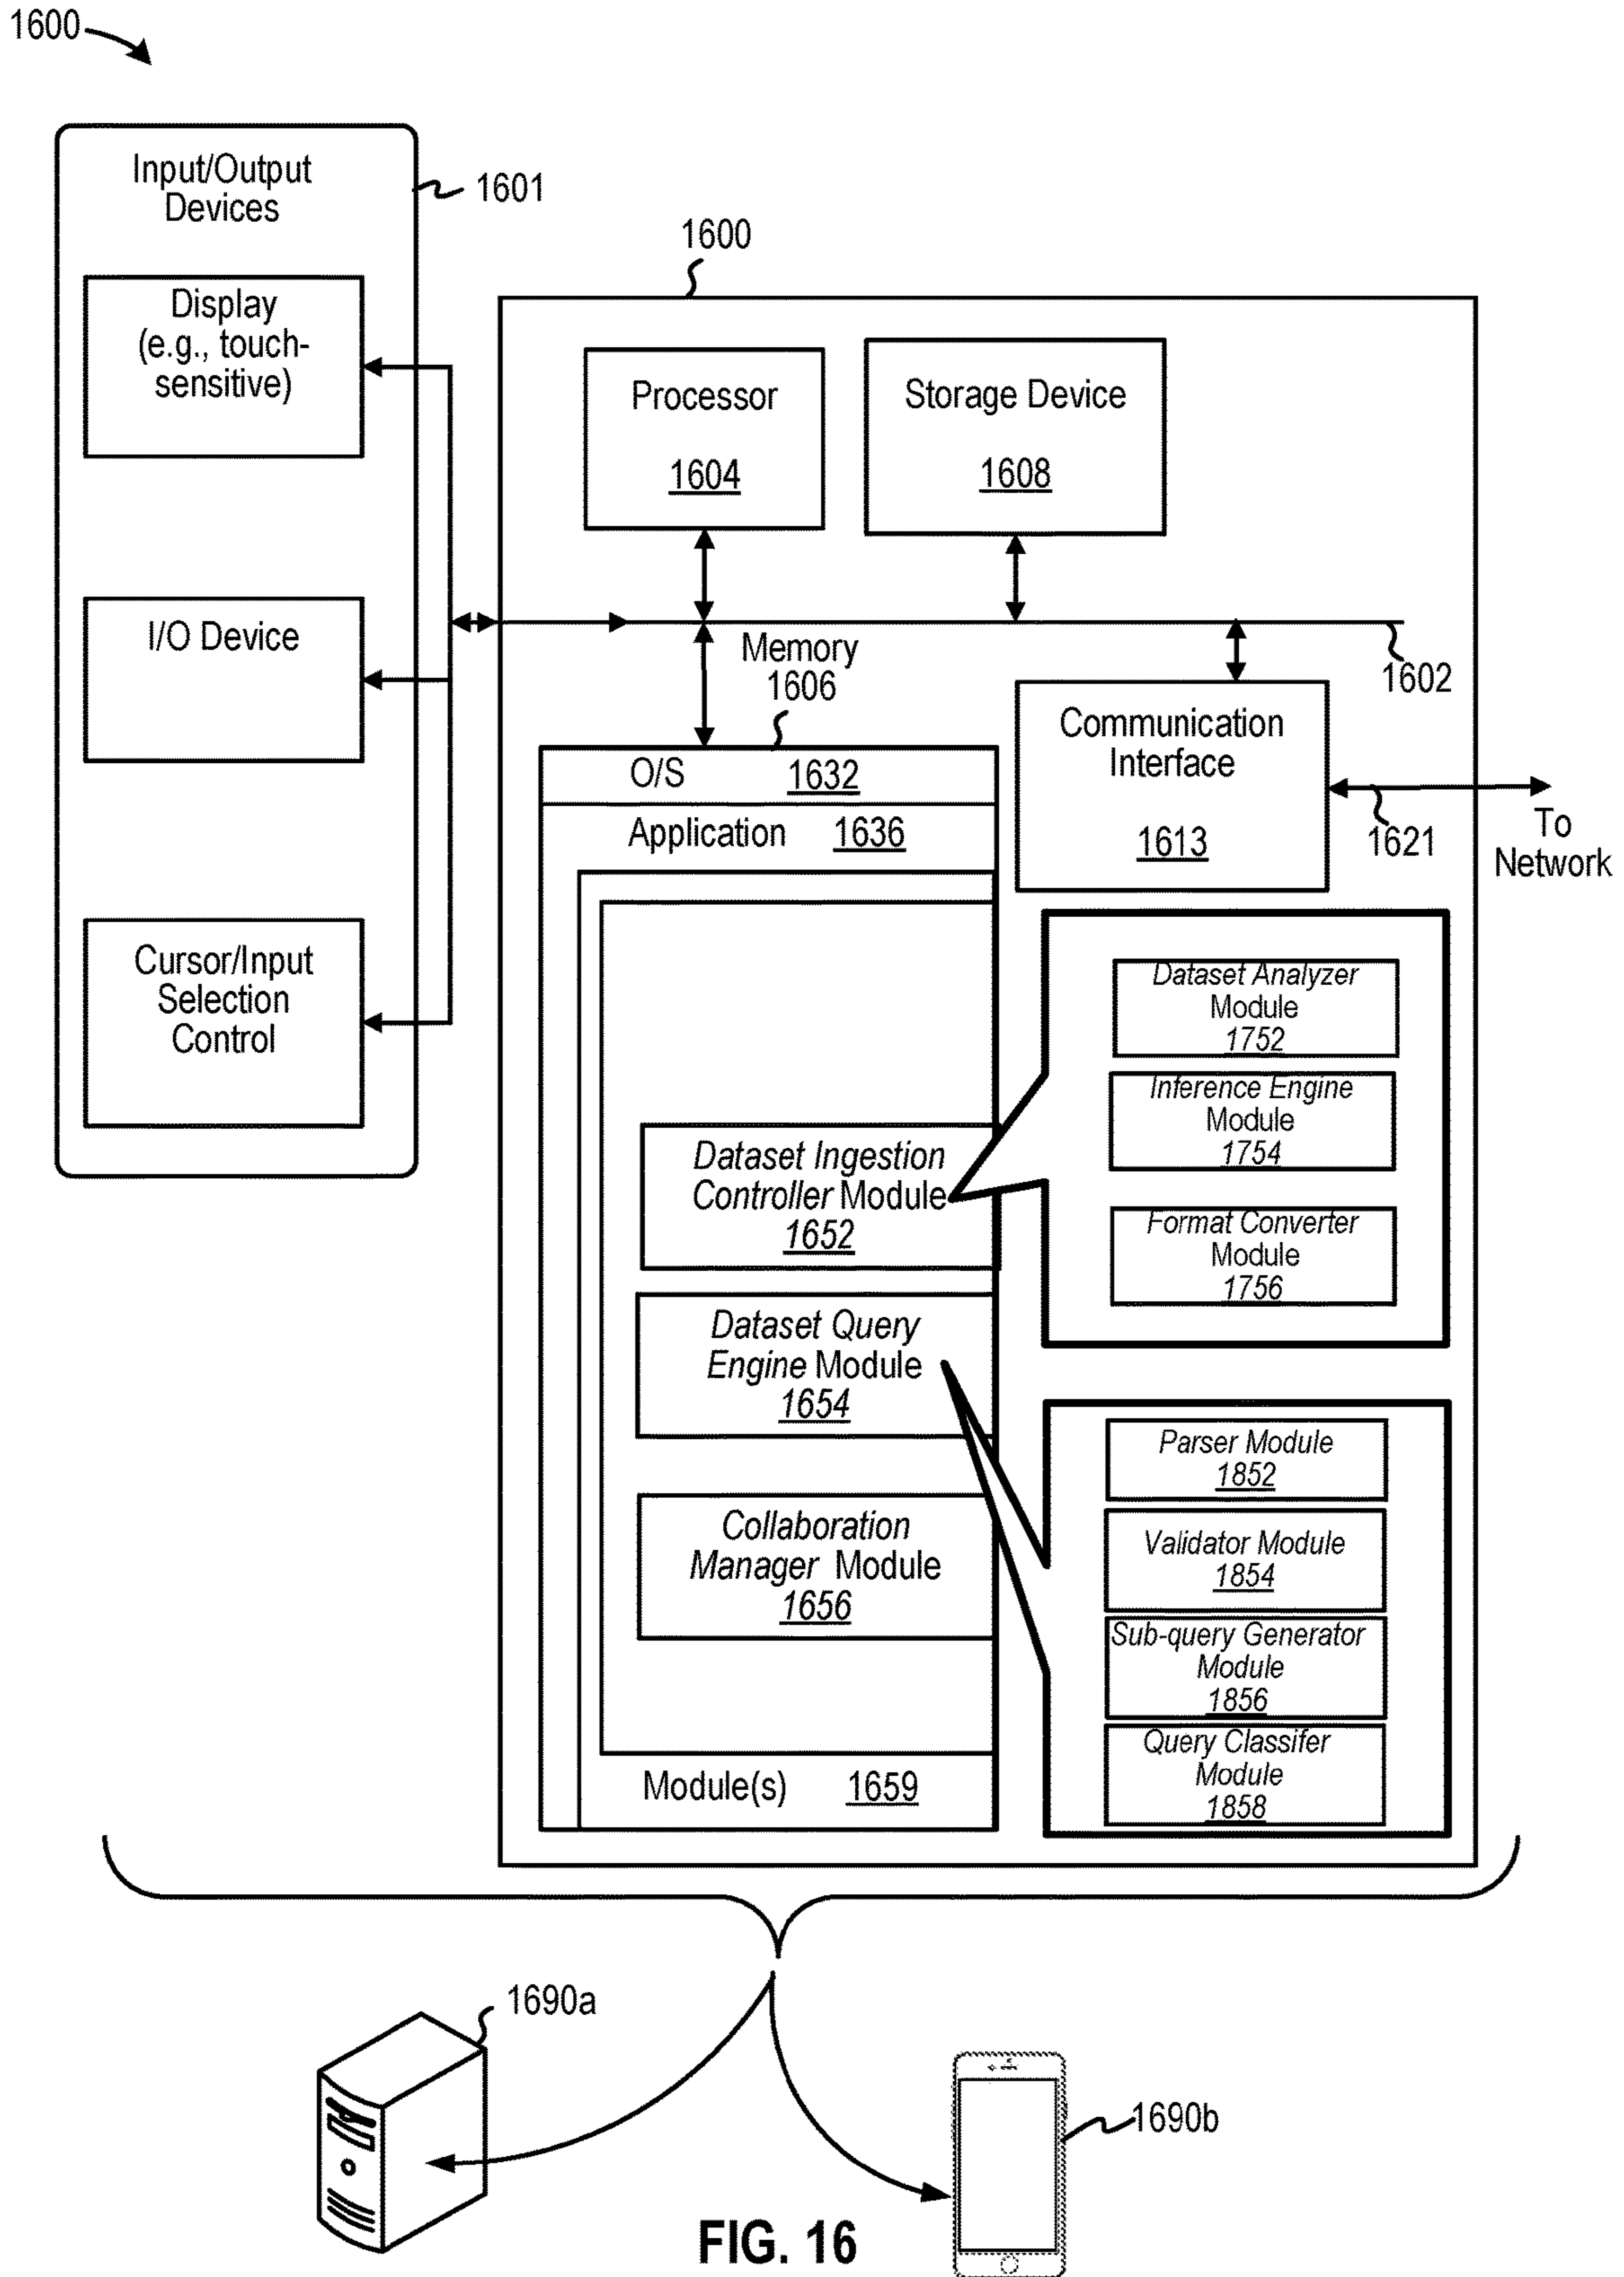 1600
Input/Output
Devices
1601
Display
(e.g., touch-
sensitive)
I/O Device
Cursor/Input
Selection
Control
1600
Processor
1604
Storage Device
1608
Memory
1606
1602
Communication
Interface
1613
1621
To
Network
O/S 1632
Application 1636
Dataset Ingestion
Controller Module
1652
Dataset Query
Engine Module
1654
Collaboration
Manager Module
1656
Module(s) 1659
Dataset Analyzer
Module
1752
Inference Engine
Module
1754
Format Converter
Module
1756
Parser Module
1852
Validator Module
1854
Sub-query Generator
Module
1856
Query Classifer
Module
1858
1690a
1690b
FIG. 16